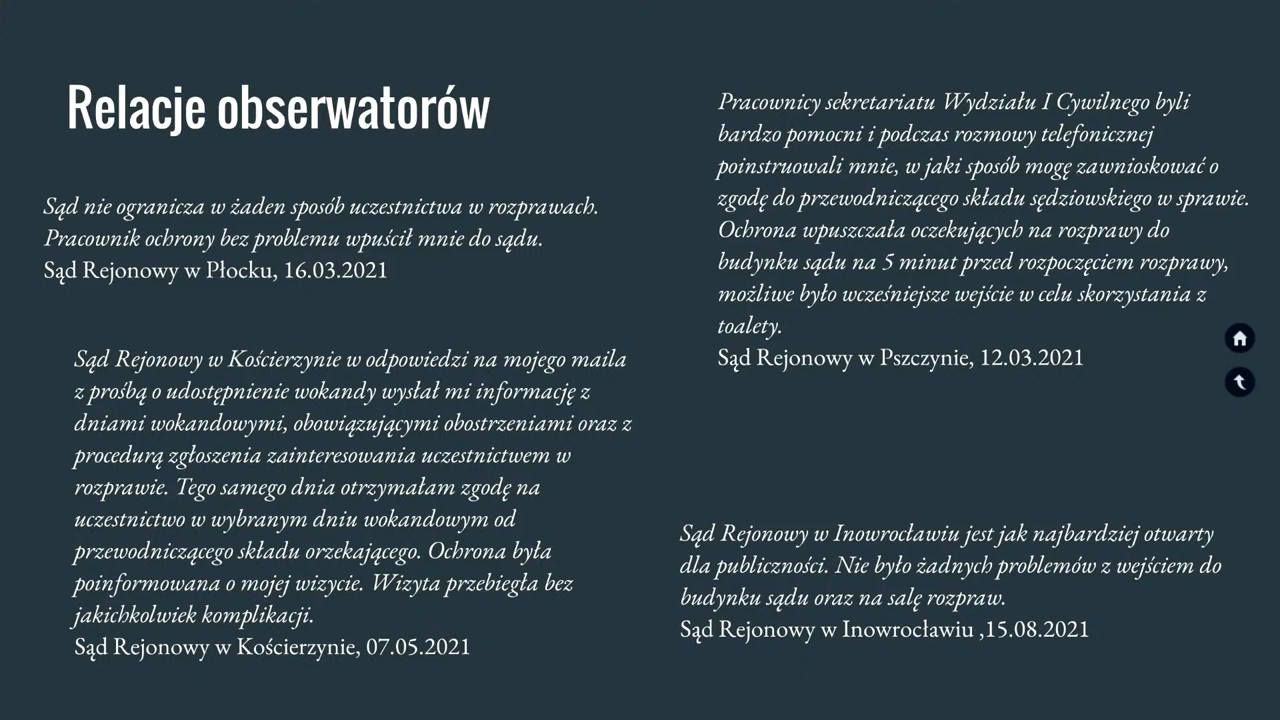 Relacje obserwatorów
Sąd nie ogranicza w żaden sposób uczestnictwa w rozprawach.
Pracownik ochrony bez problemu wpuścił mnie do sądu.
Sąd Rejonowy w Płocku, 16.03.2021
Sąd Rejonowy w Kościerzynie w odpowiedzi na mojego maila
z prośbą o udostępnienie wokandy wysłał mi informację z
dniami wokandowymi, obowiązującymi obostrzeniami oraz z
procedurą zgłoszenia zainteresowania uczestnictwem w
rozprawie. Tego samego dnia otrzymałam zgodę na
uczestnictwo w wybranym dniu wokandowym od
przewodniczącego składu orzekającego. Ochrona była
poinformowana o mojej wizycie. Wizyta przebiegła bez
jakichkolwiek komplikacji.
Sąd Rejonowy w Kościerzynie, 07.05.2021
Pracownicy sekretariatu Wydziału I Cywilnego byli
bardzo pomocni i podczas rozmowy telefonicznej
poinstruowali mnie, w jaki sposób mogę zawnioskować o
zgodę do przewodniczącego składu sędziowskiego w sprawie.
Ochrona wpuszczała oczekujących na rozprawy do
budynku sądu na 5 minut przed rozpoczęciem rozprawy,
możliwe było wcześniejsze wejście w celu skorzystania z
toalety.
Sąd Rejonowy w Pszczynie, 12.03.2021
Sąd Rejonowy w Inowrocławiu jest jak najbardziej otwarty
dla publiczności. Nie było żadnych problemów z wejściem do
budynku sądu oraz na salę rozpraw.
Sąd Rejonowy w Inowrocławiu ,15.08.2021